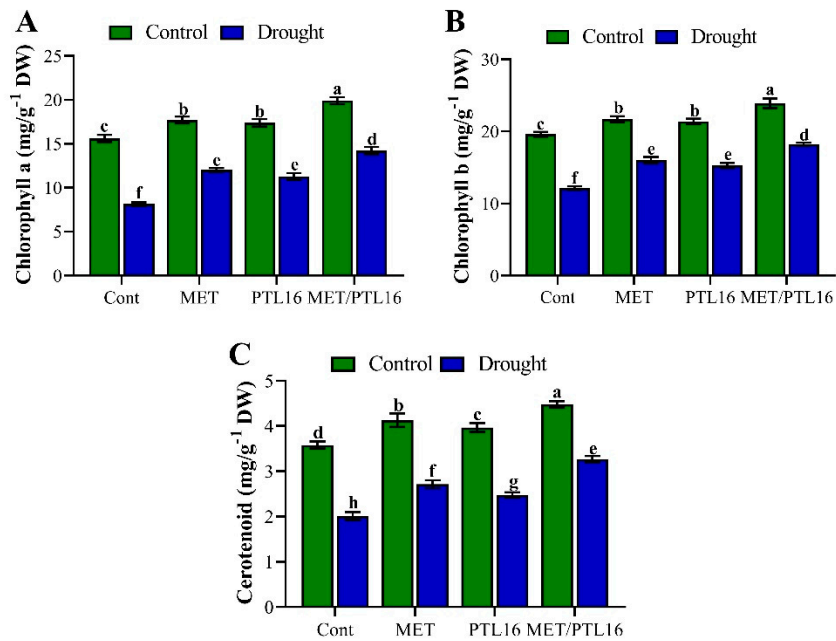 A
Control Drought
Chlorophyll a (mg/g⁻¹ DW)
25
20
15
10
5
0
c
f
b
e
b
e
a
d
Cont MET PTL16 MET/PTL16
B
Control Drought
Chlorophyll b (mg/g⁻¹ DW)
30
20
10
0
c
f
b
e
b
e
a
d
Cont MET PTL16 MET/PTL16
C
Control Drought
Cerotenoid (mg/g⁻¹ DW)
5
4
3
2
1
0
d
h
b
f
c
g
a
e
Cont MET PTL16 MET/PTL16